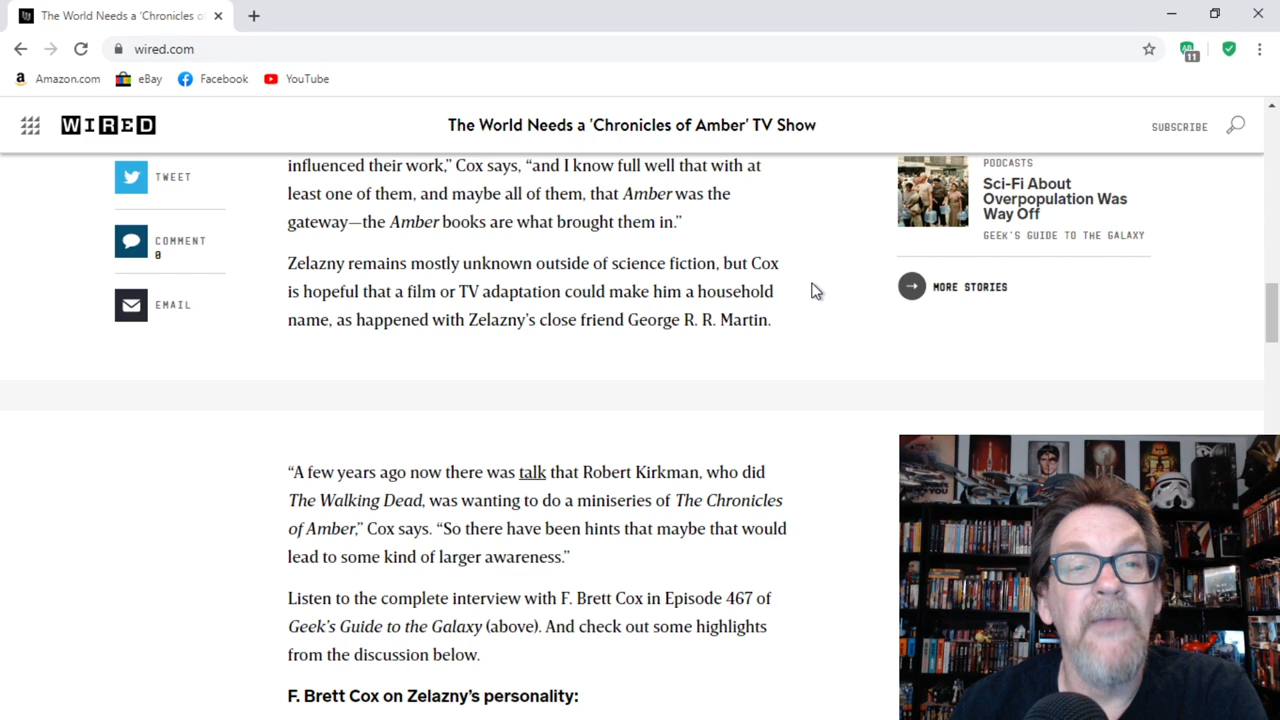 The World Needs a 'Chronicles of
wired.com
11
Amazon.com eBay Facebook YouTube
WIRED
The World Needs a 'Chronicles of Amber' TV Show
SUBSCRIBE
TWEET
COMMENT
0
EMAIL
influenced their work,” Cox says, “and I know full well that with at
least one of them, and maybe all of them, that Amber was the
gateway—the Amber books are what brought them in.”
Zelazny remains mostly unknown outside of science fiction, but Cox
is hopeful that a film or TV adaptation could make him a household
name, as happened with Zelazny’s close friend George R. R. Martin.
PODCASTS
Sci-Fi About
Overpopulation Was
Way Off
GEEK'S GUIDE TO THE GALAXY
MORE STORIES
“A few years ago now there was talk that Robert Kirkman, who did
The Walking Dead, was wanting to do a miniseries of The Chronicles
of Amber,” Cox says. “So there have been hints that maybe that would
lead to some kind of larger awareness.”
Listen to the complete interview with F. Brett Cox in Episode 467 of
Geek’s Guide to the Galaxy (above). And check out some highlights
from the discussion below.
F. Brett Cox on Zelazny’s personality: